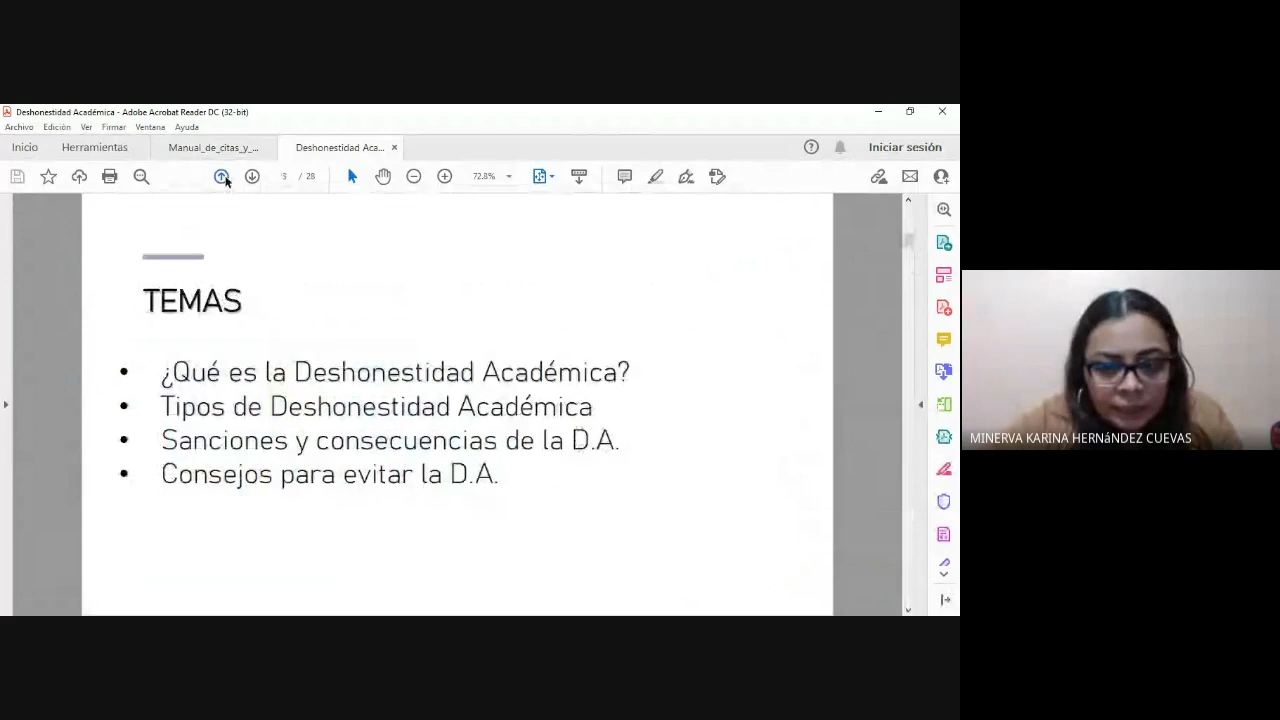 Deshonestidad Académica - Adobe Acrobat Reader DC (32-bit)
Archivo Edición Ver Firmar Ventana Ayuda
Inicio Herramientas Manual_de_citas_y_... Deshonestidad Aca... Iniciar sesión
/ 28 72.8%
TEMAS
• ¿Qué es la Deshonestidad Académica?
• Tipos de Deshonestidad Académica
• Sanciones y consecuencias de la D.A.
• Consejos para evitar la D.A.
MINERVA KARINA HERNáNDEZ CUEVAS